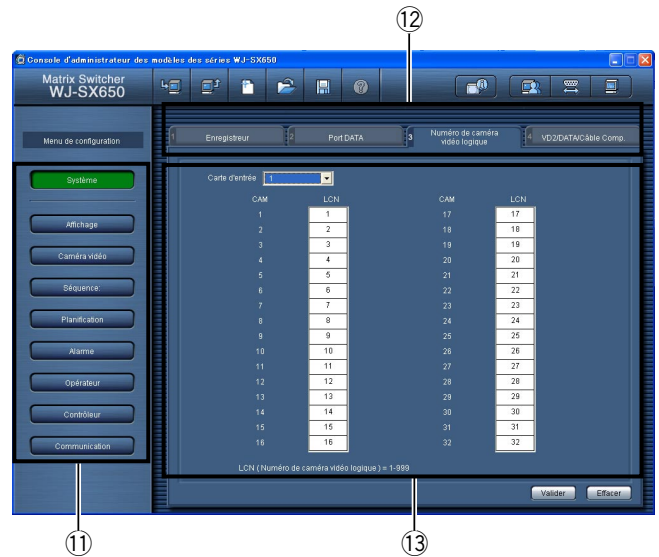 ⑫
Console d'administrateur des modèles des séries WJ-SX650
Matrix Switcher
WJ-SX650
Menu de configuration
1 Enregistreur
2 Port DATA
3 Numéro de caméra vidéo logique
4 VD2/DATA/Câble Comp.
Système
Affichage
Caméra vidéo
Séquence:
Planification
Alarme
Opérateur
Contrôleur
Communication
Carte d'entrée 1
CAM LCN CAM LCN
1 1 17 17
2 2 18 18
3 3 19 19
4 4 20 20
5 5 21 21
6 6 22 22
7 7 23 23
8 8 24 24
9 9 25 25
10 10 26 26
11 11 27 27
12 12 28 28
13 13 29 29
14 14 30 30
15 15 31 31
16 16 32 32
LCN ( Numéro de caméra vidéo logique ) = 1-999
Valider Effacer
⑪ ⑬